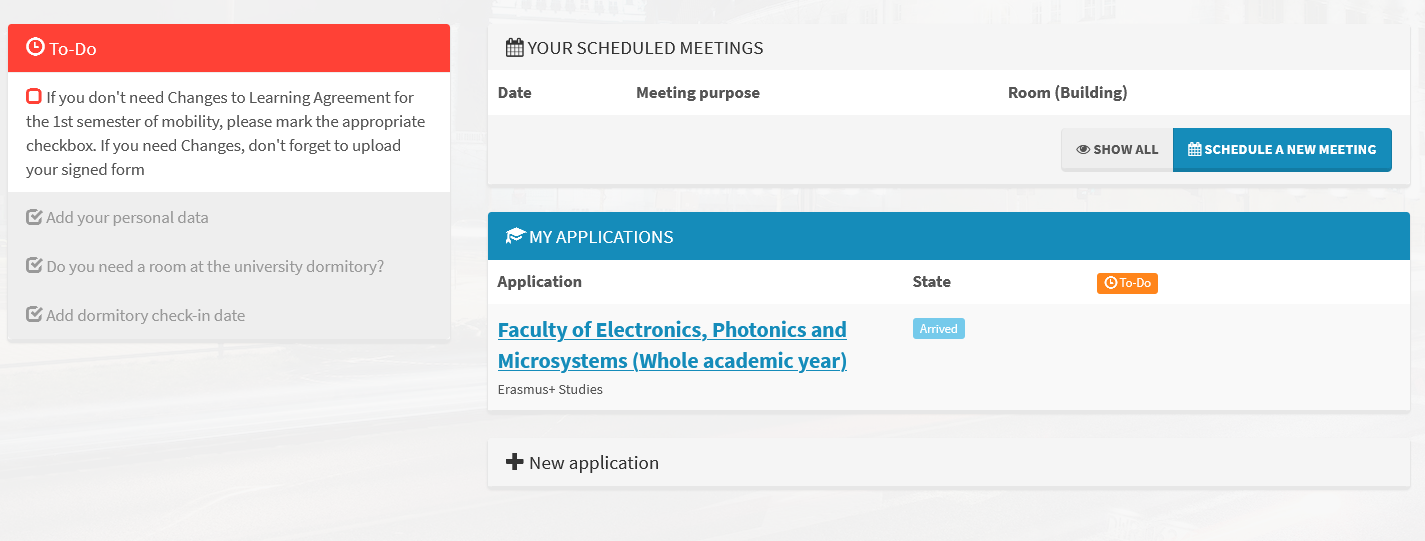 To-Do
If you don't need Changes to Learning Agreement for
the 1st semester of mobility, please mark the appropriate
checkbox. If you need Changes, don't forget to upload
your signed form
Add your personal data
Do you need a room at the university dormitory?
Add dormitory check-in date
YOUR SCHEDULED MEETINGS
Date Meeting purpose Room (Building)
SHOW ALL SCHEDULE A NEW MEETING
MY APPLICATIONS
Application State To-Do
Faculty of Electronics, Photonics and Arrived
Microsystems (Whole academic year)
Erasmus+ Studies
New application